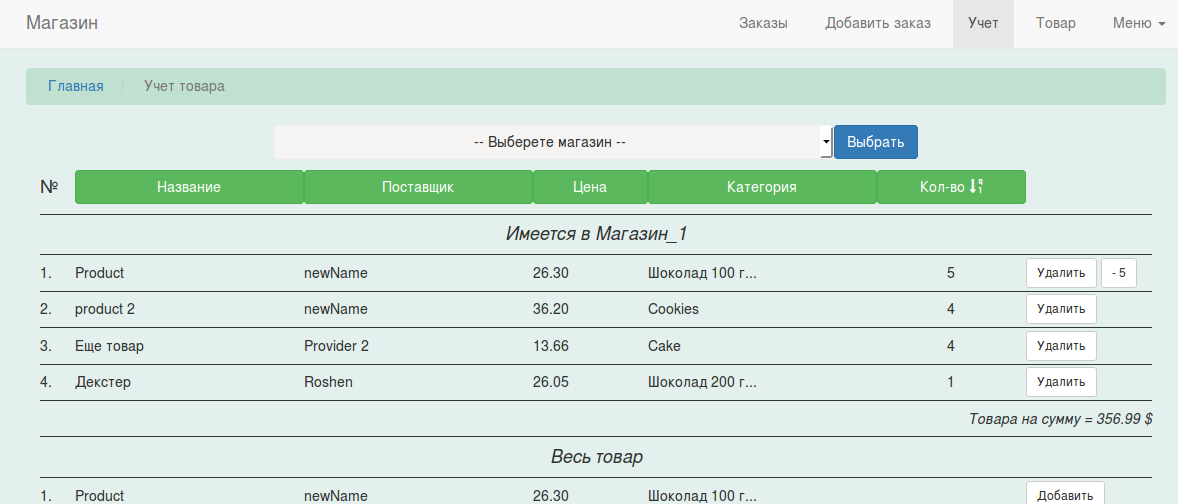 Магазин Заказы Добавить заказ Учет Товар Меню
Главная / Учет товара
-- Выберете магазин -- Выбрать
№ Название Поставщик Цена Категория Кол-во
Имеется в Магазин_1
1. Product newName 26.30 Шоколад 100 г... 5 Удалить - 5
2. product 2 newName 36.20 Cookies 4 Удалить
3. Еще товар Provider 2 13.66 Cake 4 Удалить
4. Декстер Roshen 26.05 Шоколад 200 г... 1 Удалить
Товара на сумму = 356.99 $
Весь товар
1. Product newName 26.30 Шоколад 100 г... Добавить